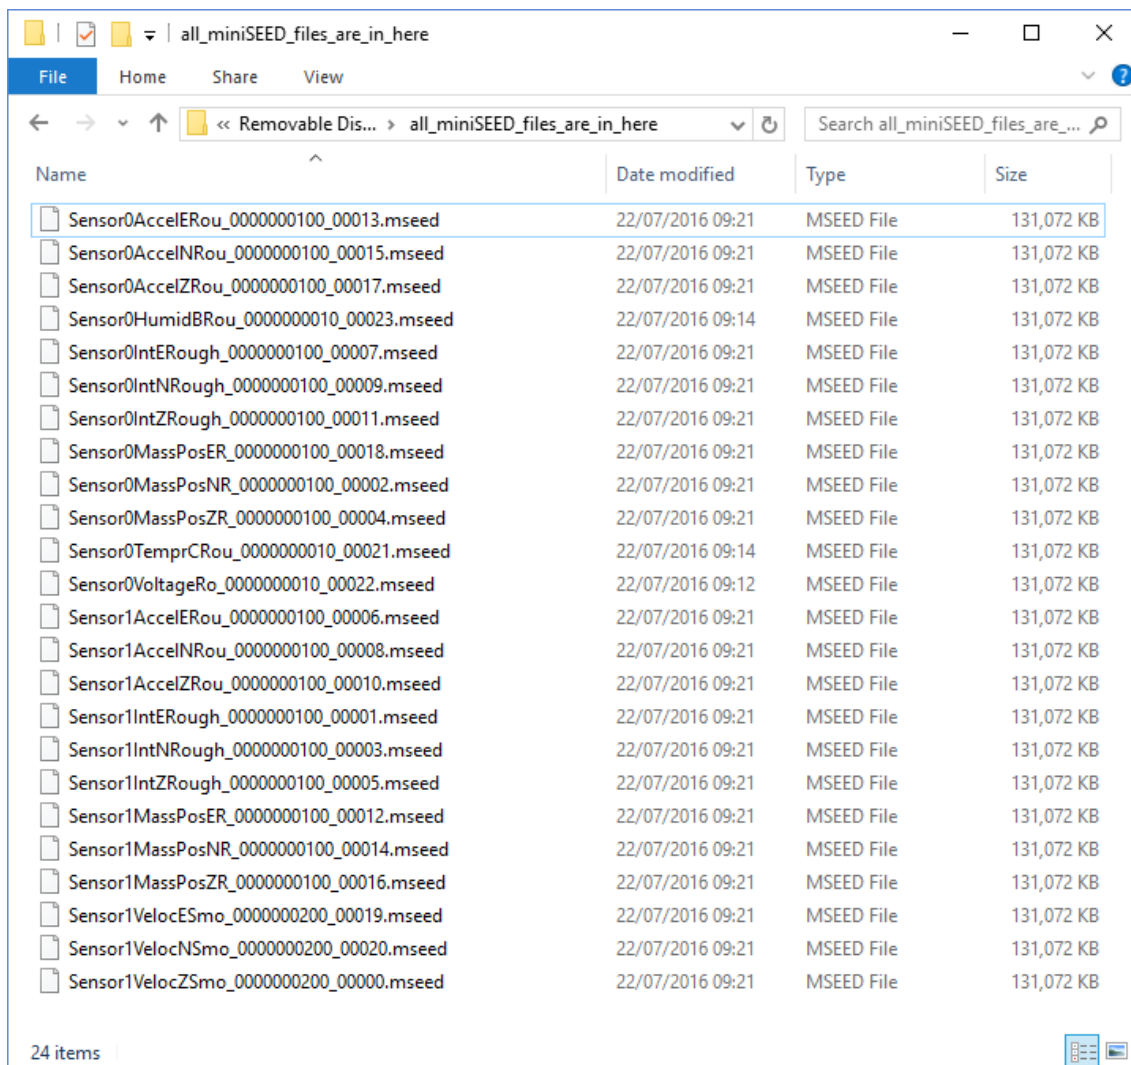 all_miniSEED_files_are_in_here
File Home Share View
« Removable Dis... › all_miniSEED_files_are_in_here Search all_miniSEED_files_are_...
Name Date modified Type Size
Sensor0AccelERou_0000000100_00013.mseed 22/07/2016 09:21 MSEED File 131,072 KB
Sensor0AccelNRou_0000000100_00015.mseed 22/07/2016 09:21 MSEED File 131,072 KB
Sensor0AccelZRou_0000000100_00017.mseed 22/07/2016 09:21 MSEED File 131,072 KB
Sensor0HumidBRou_0000000010_00023.mseed 22/07/2016 09:14 MSEED File 131,072 KB
Sensor0IntERough_0000000100_00007.mseed 22/07/2016 09:21 MSEED File 131,072 KB
Sensor0IntNRough_0000000100_00009.mseed 22/07/2016 09:21 MSEED File 131,072 KB
Sensor0IntZRough_0000000100_00011.mseed 22/07/2016 09:21 MSEED File 131,072 KB
Sensor0MassPosER_0000000100_00018.mseed 22/07/2016 09:21 MSEED File 131,072 KB
Sensor0MassPosNR_0000000100_00002.mseed 22/07/2016 09:21 MSEED File 131,072 KB
Sensor0MassPosZR_0000000100_00004.mseed 22/07/2016 09:21 MSEED File 131,072 KB
Sensor0TemprCRou_0000000010_00021.mseed 22/07/2016 09:14 MSEED File 131,072 KB
Sensor0VoltageRo_0000000010_00022.mseed 22/07/2016 09:12 MSEED File 131,072 KB
Sensor1AccelERou_0000000100_00006.mseed 22/07/2016 09:21 MSEED File 131,072 KB
Sensor1AccelNRou_0000000100_00008.mseed 22/07/2016 09:21 MSEED File 131,072 KB
Sensor1AccelZRou_0000000100_00010.mseed 22/07/2016 09:21 MSEED File 131,072 KB
Sensor1IntERough_0000000100_00001.mseed 22/07/2016 09:21 MSEED File 131,072 KB
Sensor1IntNRough_0000000100_00003.mseed 22/07/2016 09:21 MSEED File 131,072 KB
Sensor1IntZRough_0000000100_00005.mseed 22/07/2016 09:21 MSEED File 131,072 KB
Sensor1MassPosER_0000000100_00012.mseed 22/07/2016 09:21 MSEED File 131,072 KB
Sensor1MassPosNR_0000000100_00014.mseed 22/07/2016 09:21 MSEED File 131,072 KB
Sensor1MassPosZR_0000000100_00016.mseed 22/07/2016 09:21 MSEED File 131,072 KB
Sensor1VelocESmo_0000000200_00019.mseed 22/07/2016 09:21 MSEED File 131,072 KB
Sensor1VelocNSmo_0000000200_00020.mseed 22/07/2016 09:21 MSEED File 131,072 KB
Sensor1VelocZSmo_0000000200_00000.mseed 22/07/2016 09:21 MSEED File 131,072 KB
24 items